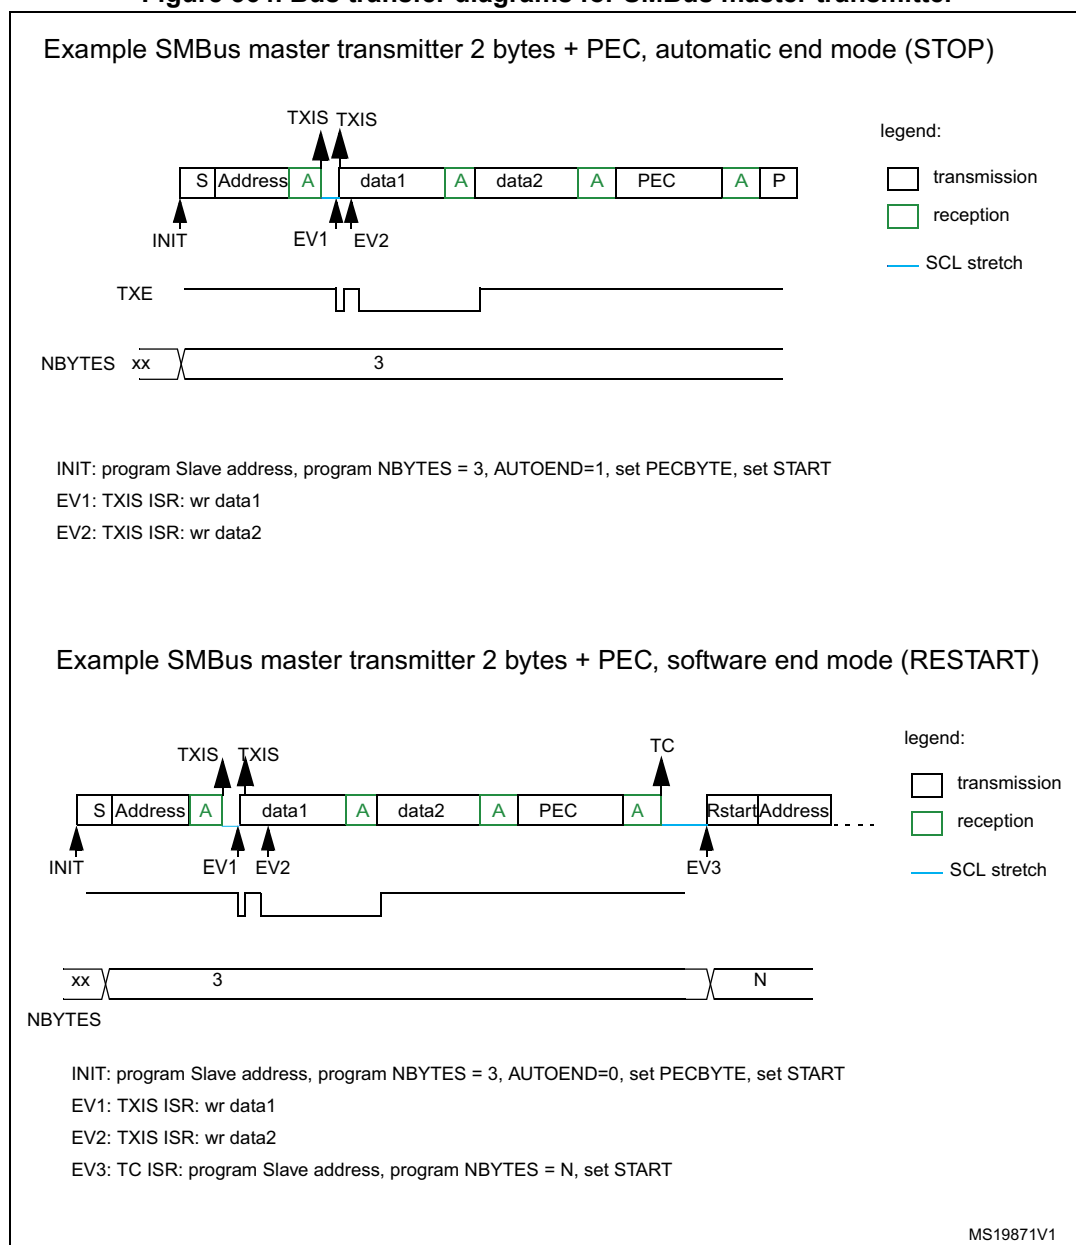 Example SMBus master transmitter 2 bytes + PEC, automatic end mode (STOP)
TXIS TXIS
legend:
S Address A data1 A data2 A PEC A P
transmission
reception
INIT EV1 EV2
SCL stretch
TXE
NBYTES xx 3
INIT: program Slave address, program NBYTES = 3, AUTOEND=1, set PECBYTE, set START
EV1: TXIS ISR: wr data1
EV2: TXIS ISR: wr data2
Example SMBus master transmitter 2 bytes + PEC, software end mode (RESTART)
TXIS TXIS TC
legend:
S Address A data1 A data2 A PEC A Rstart Address
transmission
reception
INIT EV1 EV2 EV3
SCL stretch
xx 3 N
NBYTES
INIT: program Slave address, program NBYTES = 3, AUTOEND=0, set PECBYTE, set START
EV1: TXIS ISR: wr data1
EV2: TXIS ISR: wr data2
EV3: TC ISR: program Slave address, program NBYTES = N, set START
MS19871V1